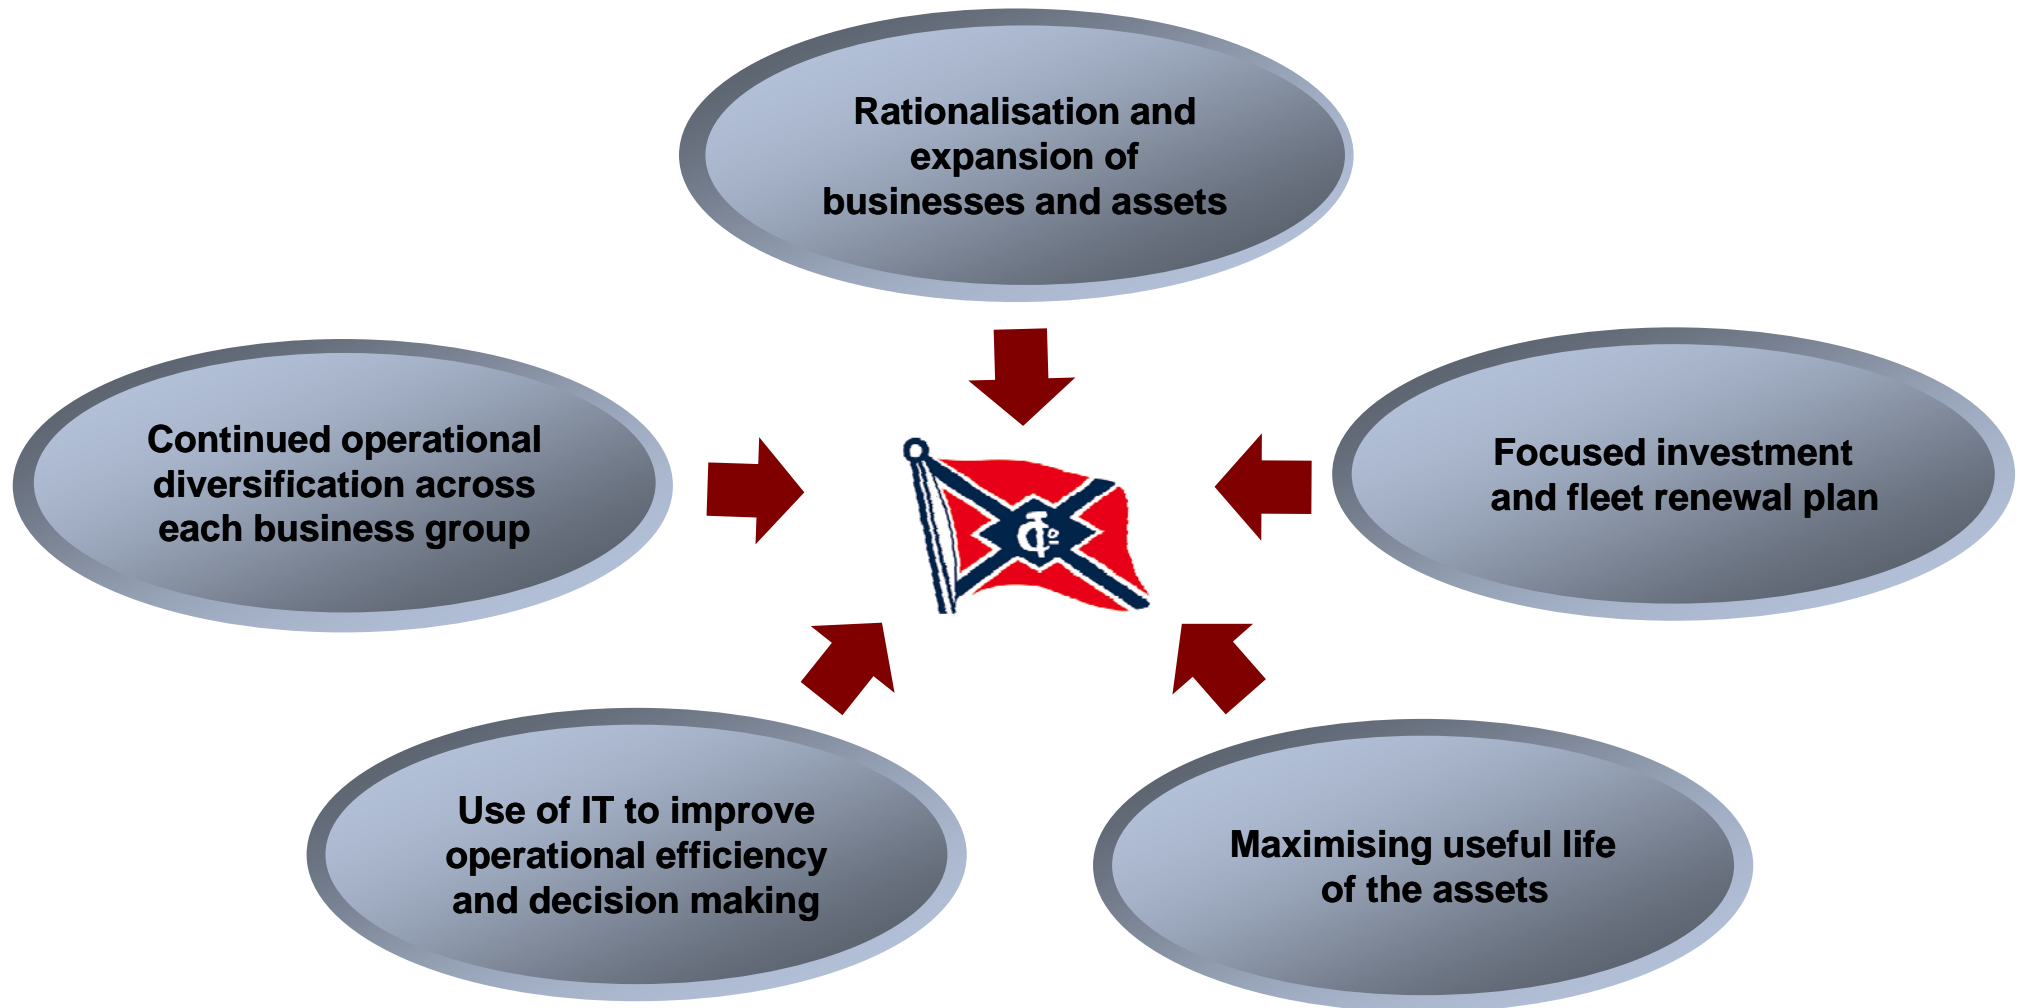 Rationalisation and
expansion of
businesses and assets
Continued operational
diversification across
each business group
Focused investment
and fleet renewal plan
Use of IT to improve
operational efficiency
and decision making
Maximising useful life
of the assets